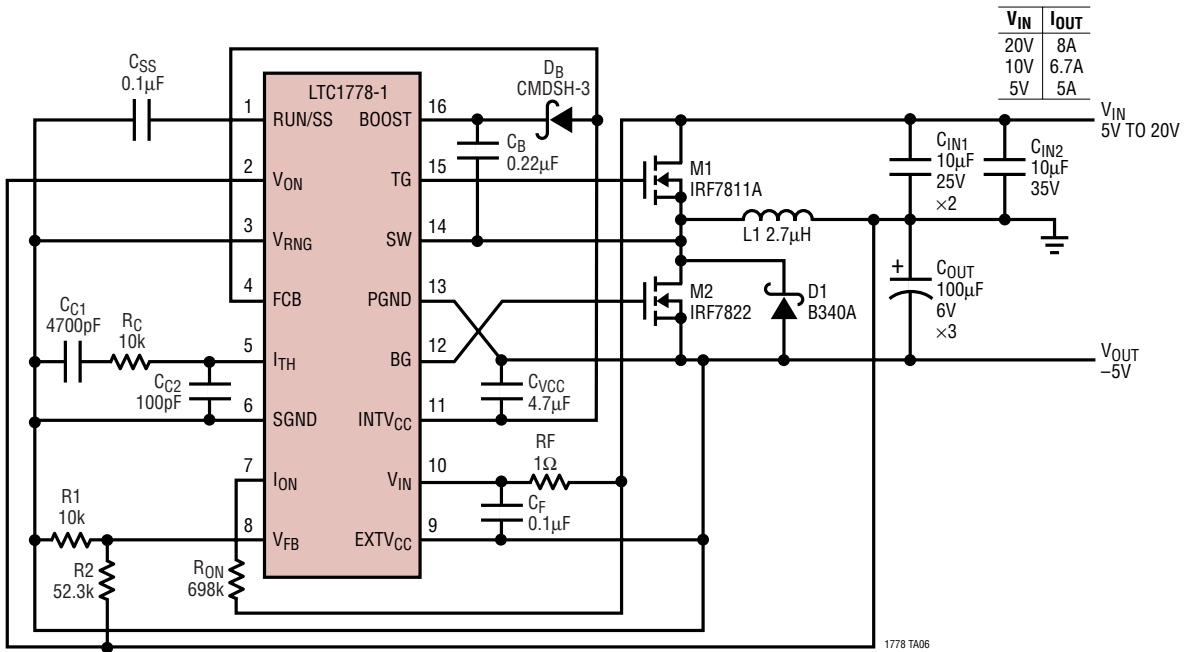 VIN IOUT
20V 8A
10V 6.7A
5V 5A
VIN
5V TO 20V
CSS
0.1µF
DB
CMDSH-3
LTC1778-1
1 RUN/SS BOOST 16
CB
0.22µF
2 VON TG 15
M1
IRF7811A
CIN1
10µF
25V
×2
CIN2
10µF
35V
3 VRNG SW 14
L1 2.7µH
4 FCB PGND 13
M2
IRF7822
D1
B340A
+
COUT
100µF
6V
×3
CC1
4700pF
RC
10k
5 ITH BG 12
VOUT
–5V
CC2
100pF
CVCC
4.7µF
6 SGND INTVCC 11
RF
1Ω
7 ION VIN 10
CF
0.1µF
R1
10k
8 VFB EXTVCC 9
R2
52.3k
RON
698k
1778 TA06